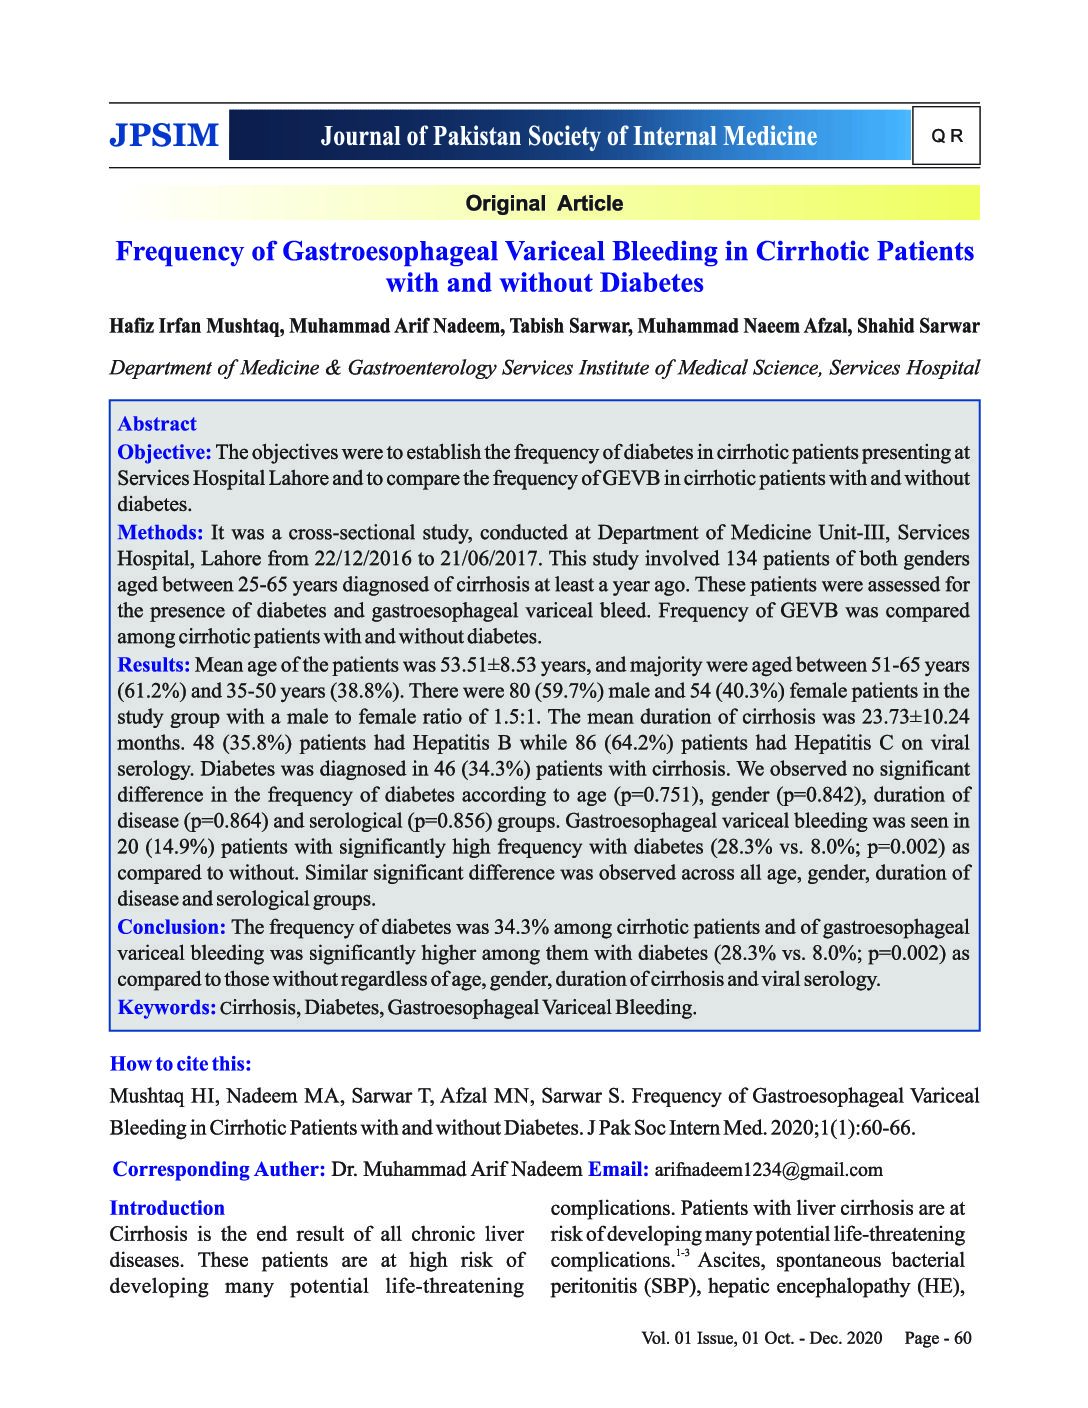 JPSIM
Journal of Pakistan Society of Internal Medicine
Q R
Original Article
Frequency of Gastroesophageal Variceal Bleeding in Cirrhotic Patients
with and without Diabetes
Hafiz Irfan Mushtaq, Muhammad Arif Nadeem, Tabish Sarwar, Muhammad Naeem Afzal, Shahid Sarwar
Department of Medicine & Gastroenterology Services Institute of Medical Science, Services Hospital
Abstract
Objective: The objectives were to establish the frequency of diabetes in cirrhotic patients presenting at
Services Hospital Lahore and to compare the frequency of GEVB in cirrhotic patients with and without
diabetes.
Methods: It was a cross-sectional study, conducted at Department of Medicine Unit-III, Services
Hospital, Lahore from 22/12/2016 to 21/06/2017. This study involved 134 patients of both genders
aged between 25-65 years diagnosed of cirrhosis at least a year ago. These patients were assessed for
the presence of diabetes and gastroesophageal variceal bleed. Frequency of GEVB was compared
among cirrhotic patients with and without diabetes.
Results: Mean age of the patients was 53.51±8.53 years, and majority were aged between 51-65 years
(61.2%) and 35-50 years (38.8%). There were 80 (59.7%) male and 54 (40.3%) female patients in the
study group with a male to female ratio of 1.5:1. The mean duration of cirrhosis was 23.73±10.24
months. 48 (35.8%) patients had Hepatitis B while 86 (64.2%) patients had Hepatitis C on viral
serology. Diabetes was diagnosed in 46 (34.3%) patients with cirrhosis. We observed no significant
difference in the frequency of diabetes according to age (p=0.751), gender (p=0.842), duration of
disease (p=0.864) and serological (p=0.856) groups. Gastroesophageal variceal bleeding was seen in
20 (14.9%) patients with significantly high frequency with diabetes (28.3% vs. 8.0%; p=0.002) as
compared to without. Similar significant difference was observed across all age, gender, duration of
disease and serological groups.
Conclusion: The frequency of diabetes was 34.3% among cirrhotic patients and of gastroesophageal
variceal bleeding was significantly higher among them with diabetes (28.3% vs. 8.0%; p=0.002) as
compared to those without regardless of age, gender, duration of cirrhosis and viral serology.
Keywords: Cirrhosis, Diabetes, Gastroesophageal Variceal Bleeding.
How to cite this:
Mushtaq HI, Nadeem MA, Sarwar T, Afzal MN, Sarwar S. Frequency of Gastroesophageal Variceal
Bleeding in Cirrhotic Patients with and without Diabetes. J Pak Soc Intern Med. 2020;1(1):60-66.
Corresponding Auther: Dr. Muhammad Arif Nadeem Email: arifnadeem1234@gmail.com
Introduction
Cirrhosis is the end result of all chronic liver
diseases. These patients are at high risk of
developing many potential life-threatening
complications. Patients with liver cirrhosis are at
risk of developing many potential life-threatening
complications.1-3 Ascites, spontaneous bacterial
peritonitis (SBP), hepatic encephalopathy (HE),
Vol. 01 Issue, 01 Oct. - Dec. 2020 Page - 60